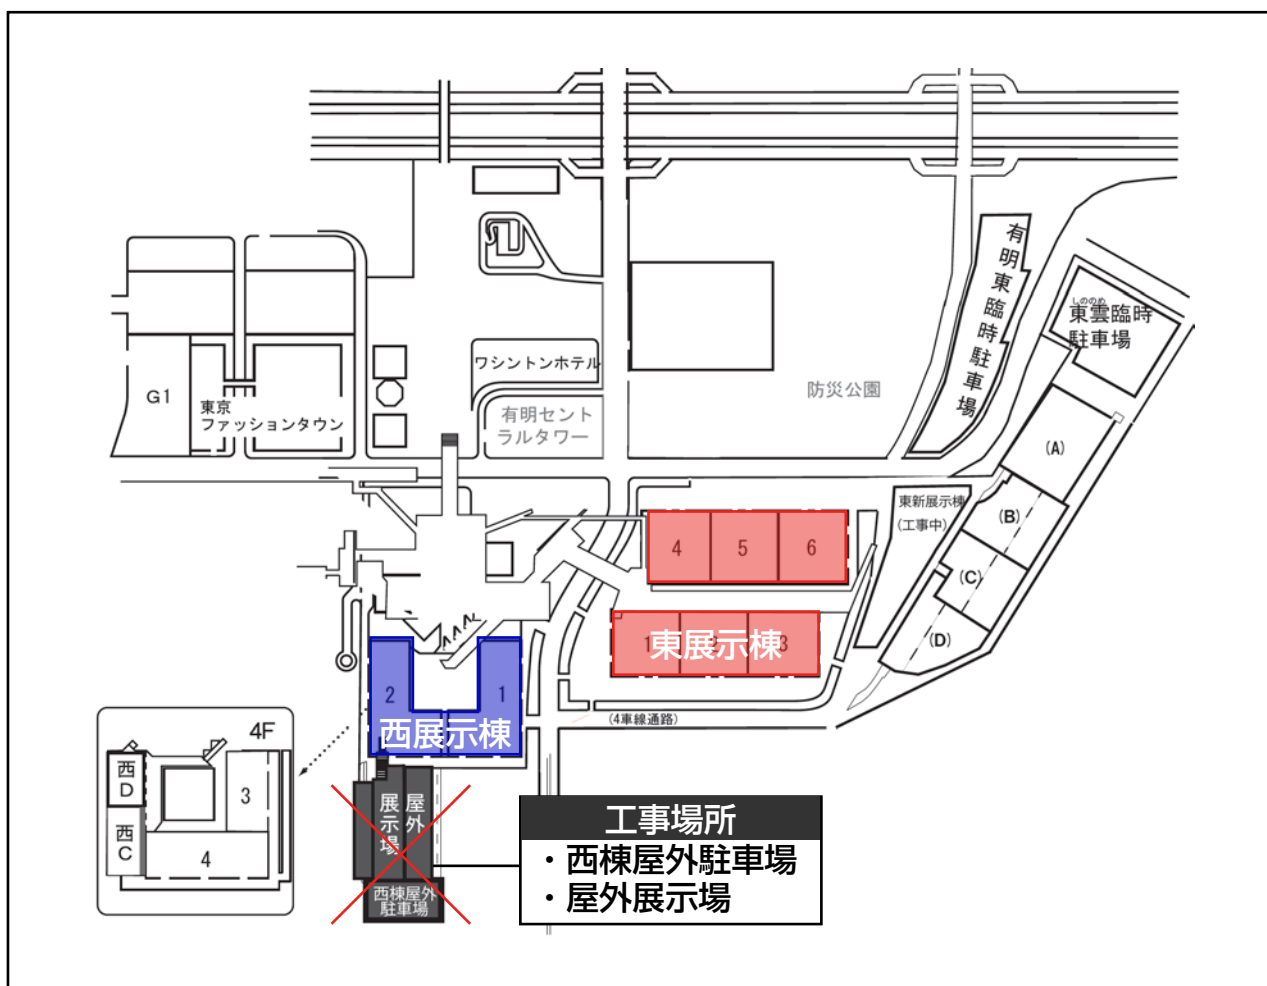 有明東臨時駐車場
しののめ
東雲臨時
駐車場
ワシントンホテル
防災公園
G1
東京
ファッションタウン
有明セント
ラルタワー
(A)
東新展示棟
(工事中)
(B)
4
5
6
(C)
1
2
3
東展示棟
(D)
2
1
西展示棟
(4車線通路)
4F
西D
3
西C
4
屋外
展示場
西棟屋外
駐車場
工事場所
・西棟屋外駐車場
・屋外展示場